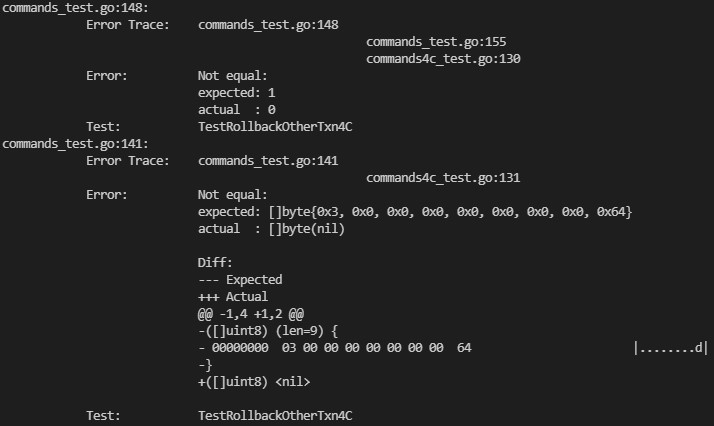 commands_test.go:148:
Error Trace: commands_test.go:148
commands_test.go:155
commands4c_test.go:130
Error: Not equal:
expected: 1
actual : 0
Test: TestRollbackOtherTxn4C
commands_test.go:141:
Error Trace: commands_test.go:141
commands4c_test.go:131
Error: Not equal:
expected: []byte{0x3, 0x0, 0x0, 0x0, 0x0, 0x0, 0x0, 0x0, 0x64}
actual : []byte(nil)
Diff:
--- Expected
+++ Actual
@@ -1,4 +1,2 @@
-([]uint8) (len=9) {
- 00000000 03 00 00 00 00 00 00 00 64 |........d|
-}
+([]uint8) <nil>
Test: TestRollbackOtherTxn4C